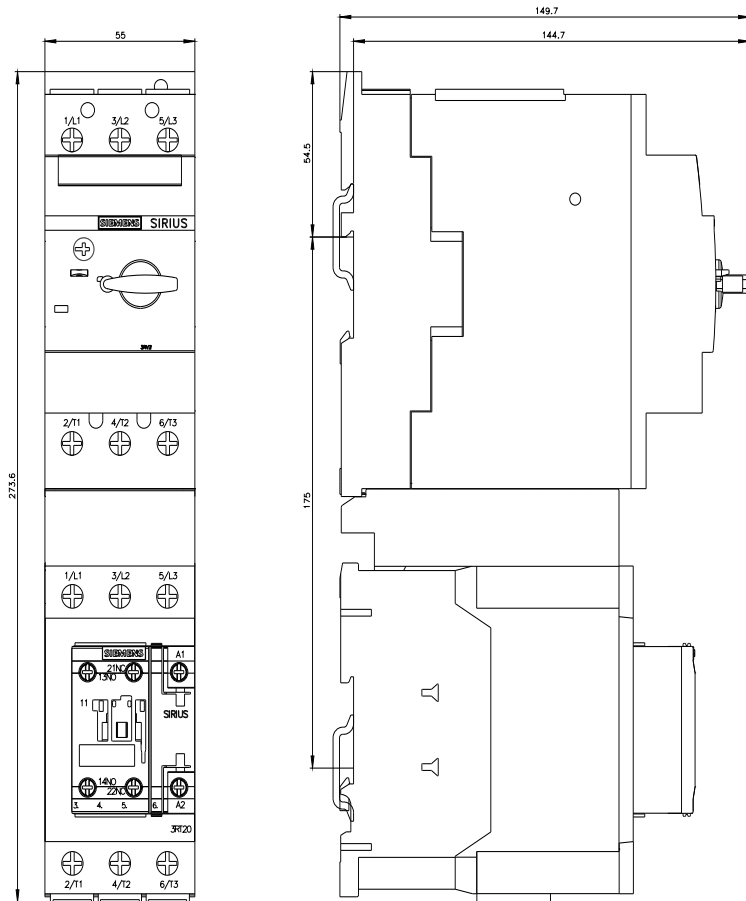 149.7
55
144.7
1/L1 3/L2 5/L3
54.5
SIEMENS SIRIUS
2/T1 4/T2 6/T3
273.6
175
1/L1 3/L2 5/L3
SIEMENS A1
21NO
13NO
11
SIRIUS
14NO
22NO
3. 4. 5. 6. A2
3RT20
2/T1 4/T2 6/T3